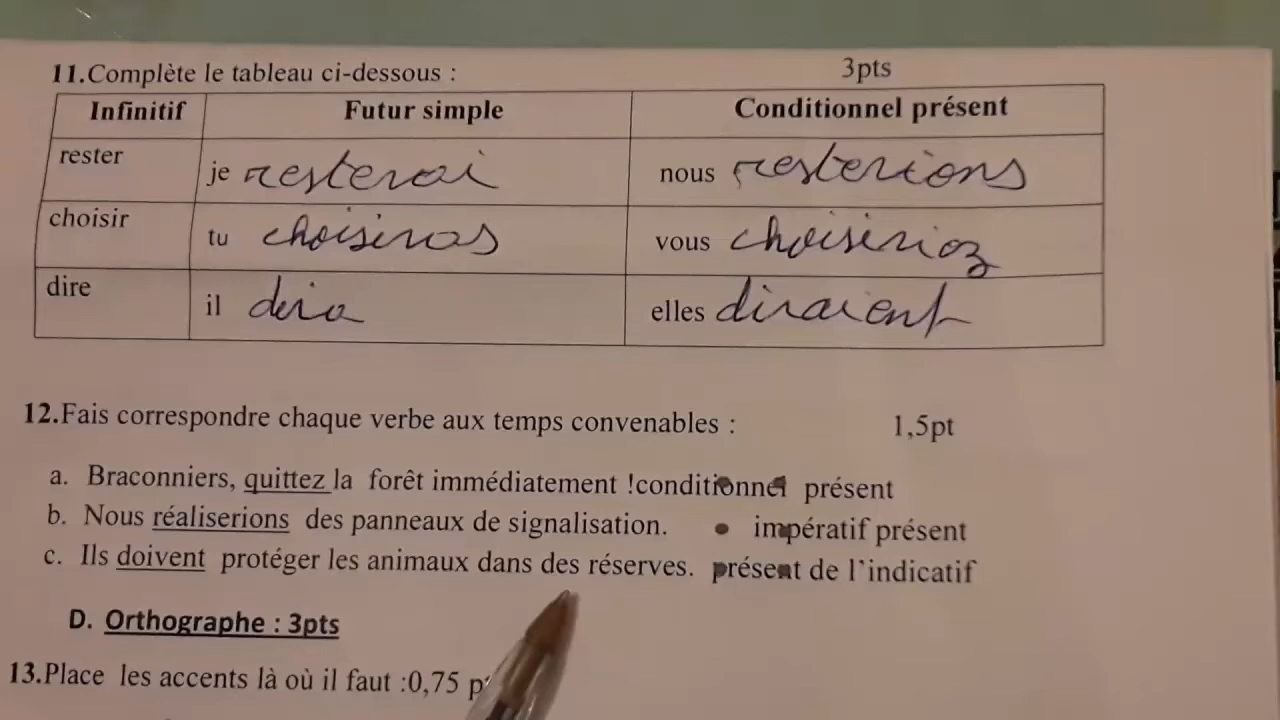 11.Complète le tableau ci-dessous : 3pts
Infinitif Futur simple Conditionnel présent
rester je resterai nous resterions
choisir tu choisiras vous choisiriez
dire il dira elles diraient
12.Fais correspondre chaque verbe aux temps convenables : 1,5pt
a. Braconniers, quittez la forêt immédiatement !conditionnel présent
b. Nous réaliserions des panneaux de signalisation. • impératif présent
c. Ils doivent protéger les animaux dans des réserves. présent de l'indicatif
D. Orthographe : 3pts
13.Place les accents là où il faut :0,75